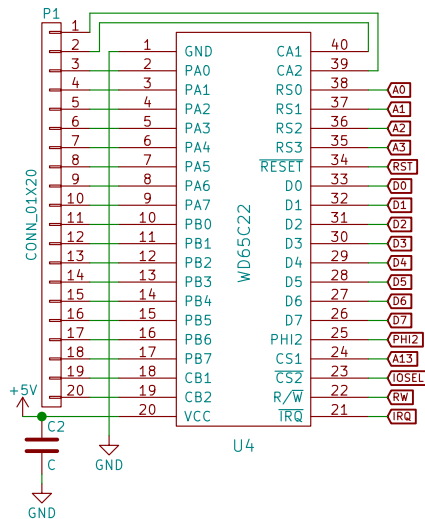 P1
1
2
3
4
5
6
7
8
9
10
11
12
13
14
15
16
17
18
19
20
CONN_01X20
+5V
C2
C
GND
GND
1 GND CA1 40
2 PA0 CA2 39
3 PA1 RS0 38 A0
4 PA2 RS1 37 A1
5 PA3 RS2 36 A2
6 PA4 RS3 35 A3
7 PA5 RESET 34 RST
8 PA6 D0 33 D0
9 PA7 D1 32 D1
10 PB0 D2 31 D2
11 PB1 D3 30 D3
12 PB2 D4 29 D4
13 PB3 D5 28 D5
14 PB4 D6 27 D6
15 PB5 D7 26 D7
16 PB6 PHI2 25 PHI2
17 PB7 CS1 24 A13
18 CB1 CS2 23 IOSEL
19 CB2 R/W 22 RW
20 VCC IRQ 21 IRQ
WD65C22
U4